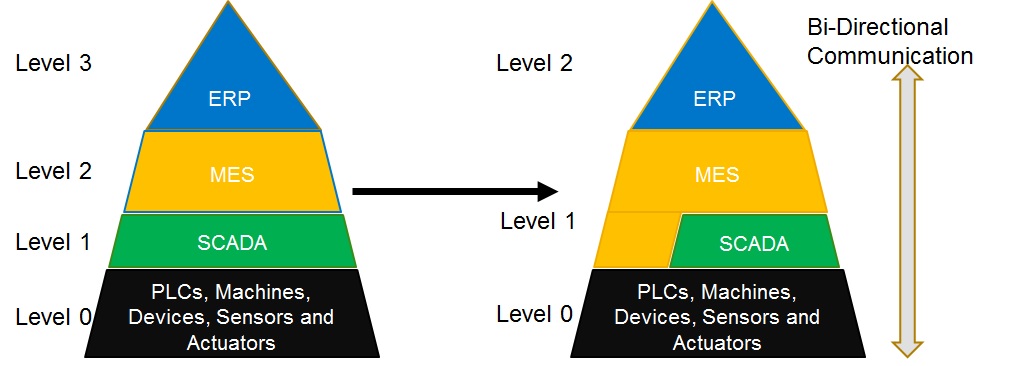 Level 3
ERP
Level 2
MES
Level 1
SCADA
Level 0
PLCs, Machines,
Devices, Sensors and
Actuators
Level 2
ERP
MES
Level 1
SCADA
Level 0
PLCs, Machines,
Devices, Sensors and
Actuators
Bi-Directional
Communication